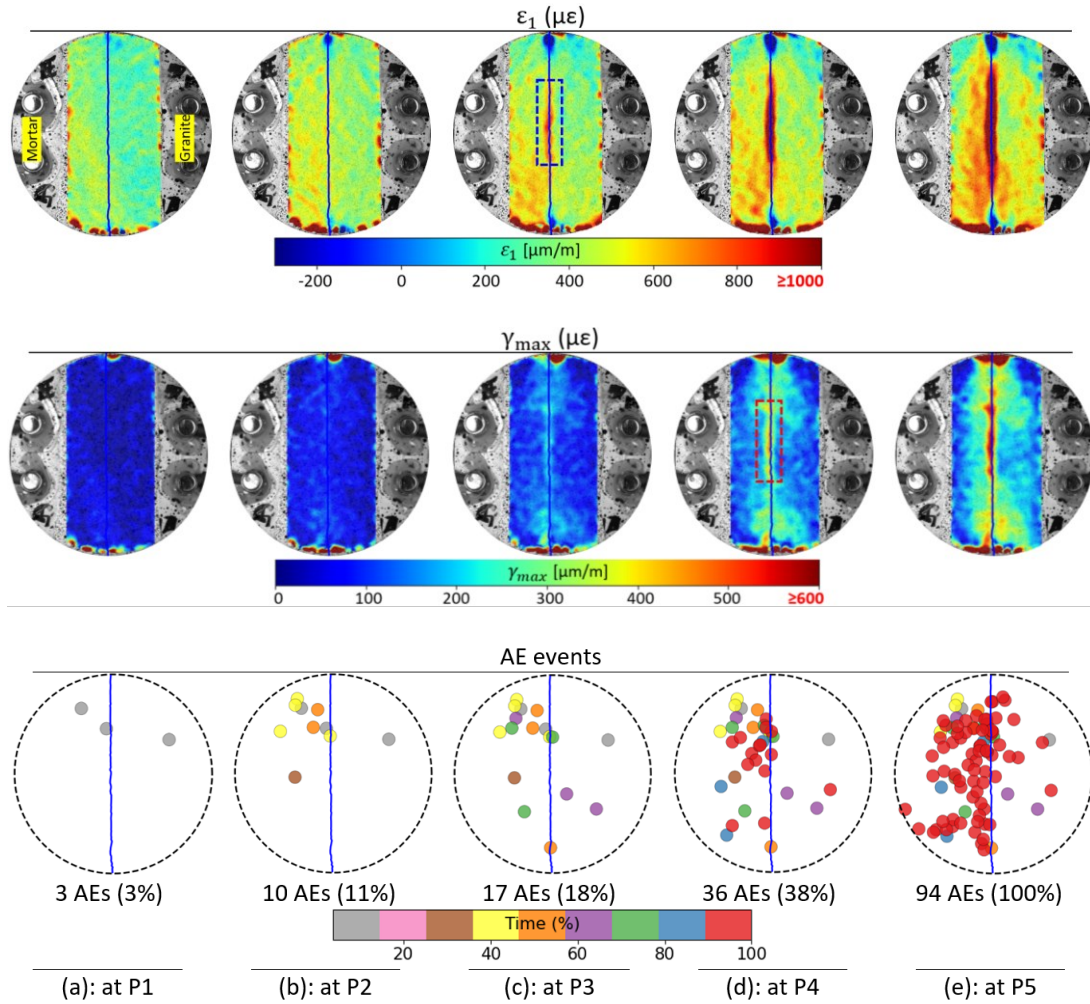 ε₁ (με)
Mortar
Granite
ε₁ [μm/m]
-200 0 200 400 600 800 ≥1000
γmax (με)
γmax [μm/m]
0 100 200 300 400 500 ≥600
AE events
3 AEs (3%) 10 AEs (11%) 17 AEs (18%) 36 AEs (38%) 94 AEs (100%)
Time (%)
20 40 60 80 100
(a): at P1 (b): at P2 (c): at P3 (d): at P4 (e): at P5